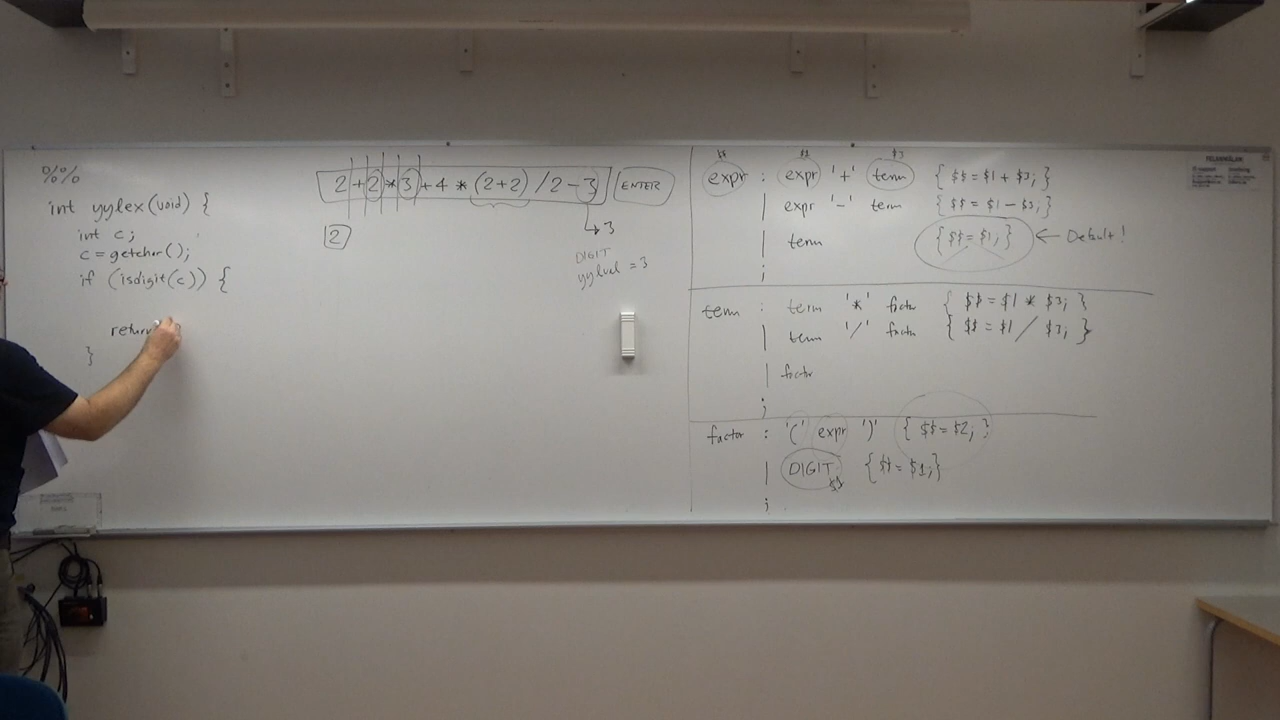 %%
int yylex(void) {
int c;
c = getchar();
if (isdigit(c)) {
return
}
2 + 2 * 3 + 4 * (2+2) / 2 - 3 ENTER
2
3
DIGIT
yylval = 3
$$ $1 $3
expr : expr '+' term { $$ = $1 + $3; }
| expr '-' term { $$ = $1 - $3; }
| term { $$ = $1; } ← Default!
;
term : term '*' factor { $$ = $1 * $3; }
| term '/' factor { $$ = $1 / $3; }
| factor
;
factor : '(' expr ')' { $$ = $2; }
| DIGIT { $$ = $1; }
$1
;
FELANMÄLAN